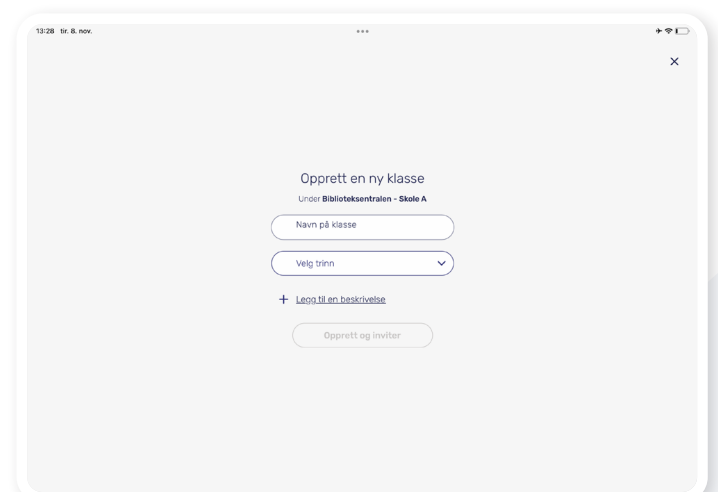 13:28 tir. 8. nov.
Opprett en ny klasse
Under Biblioteksentralen - Skole A
Navn på klasse
Velg trinn
Legg til en beskrivelse
Opprett og inviter